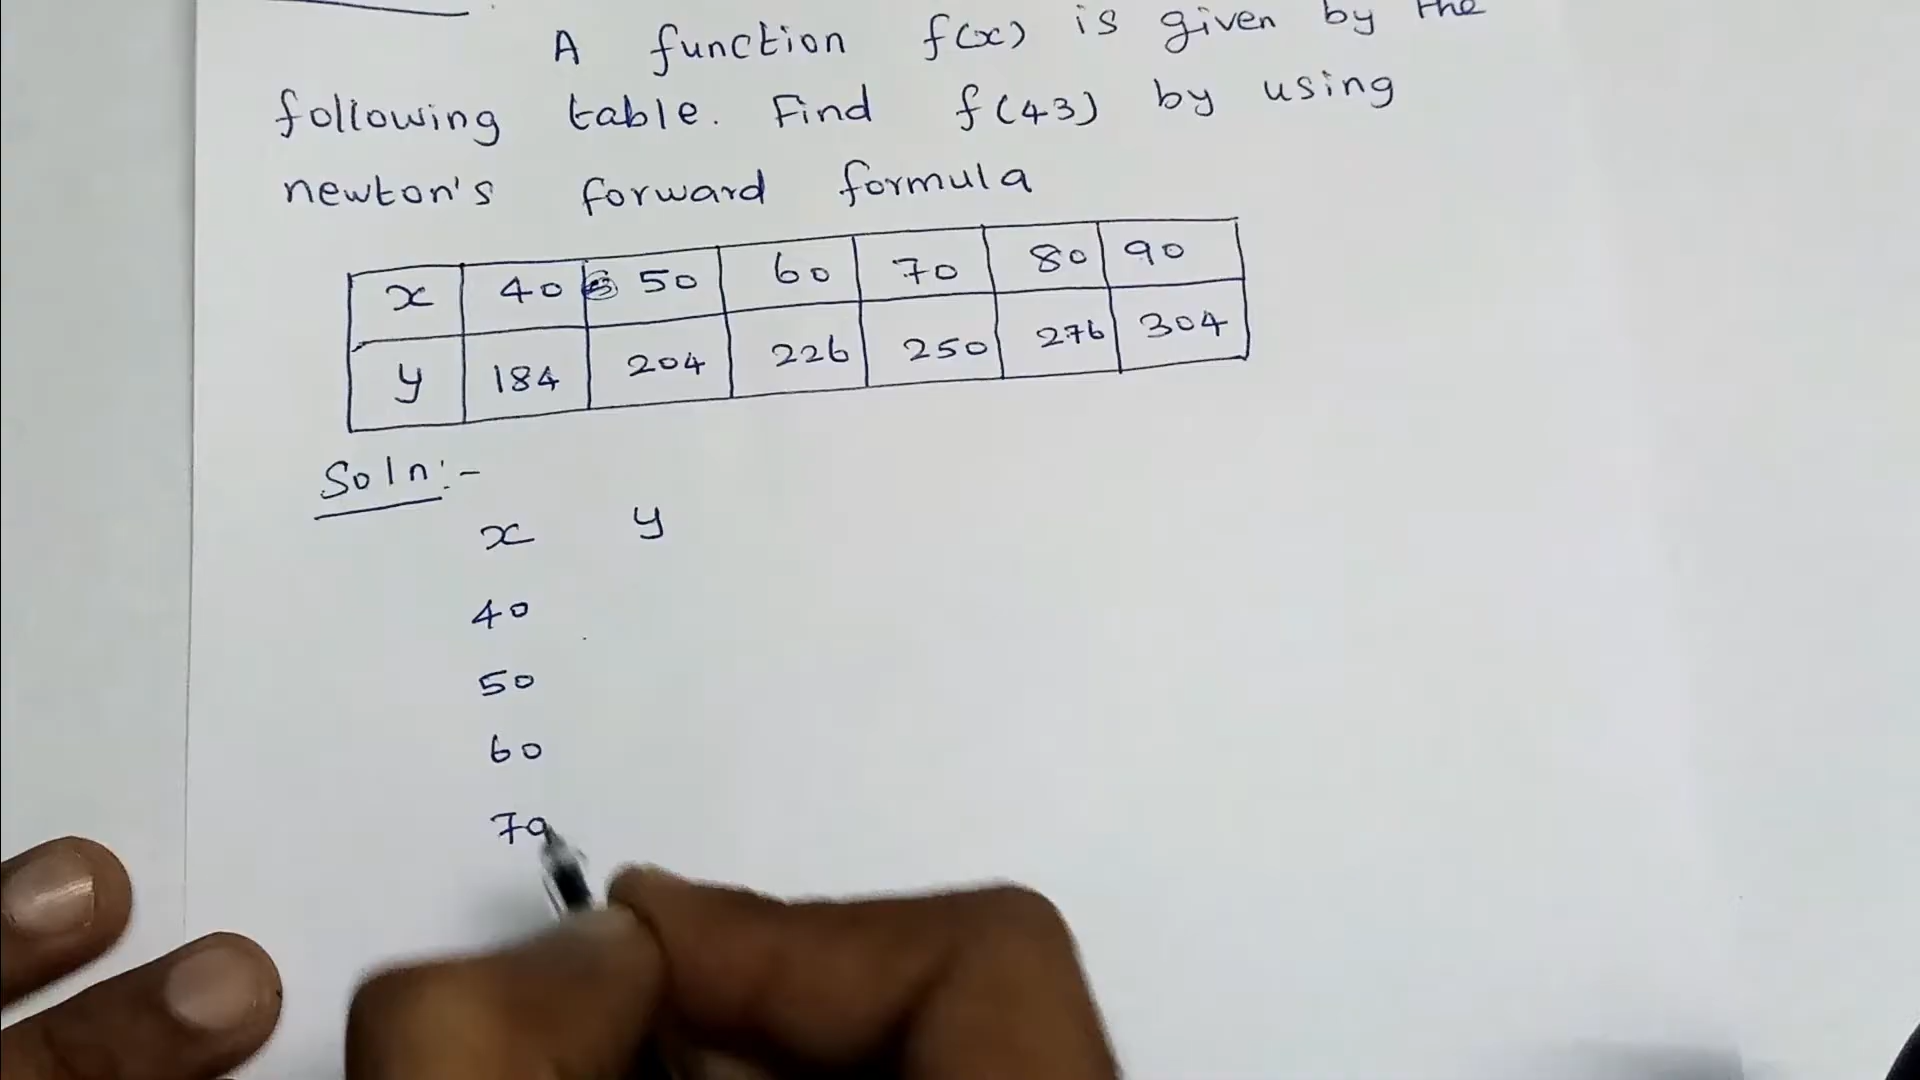 A function f(x) is given by the
following table. Find f(43) by using
newton's forward formula
x 40 50 60 70 80 90
y 184 204 226 250 276 304
Soln:-
x y
40
50
60
70